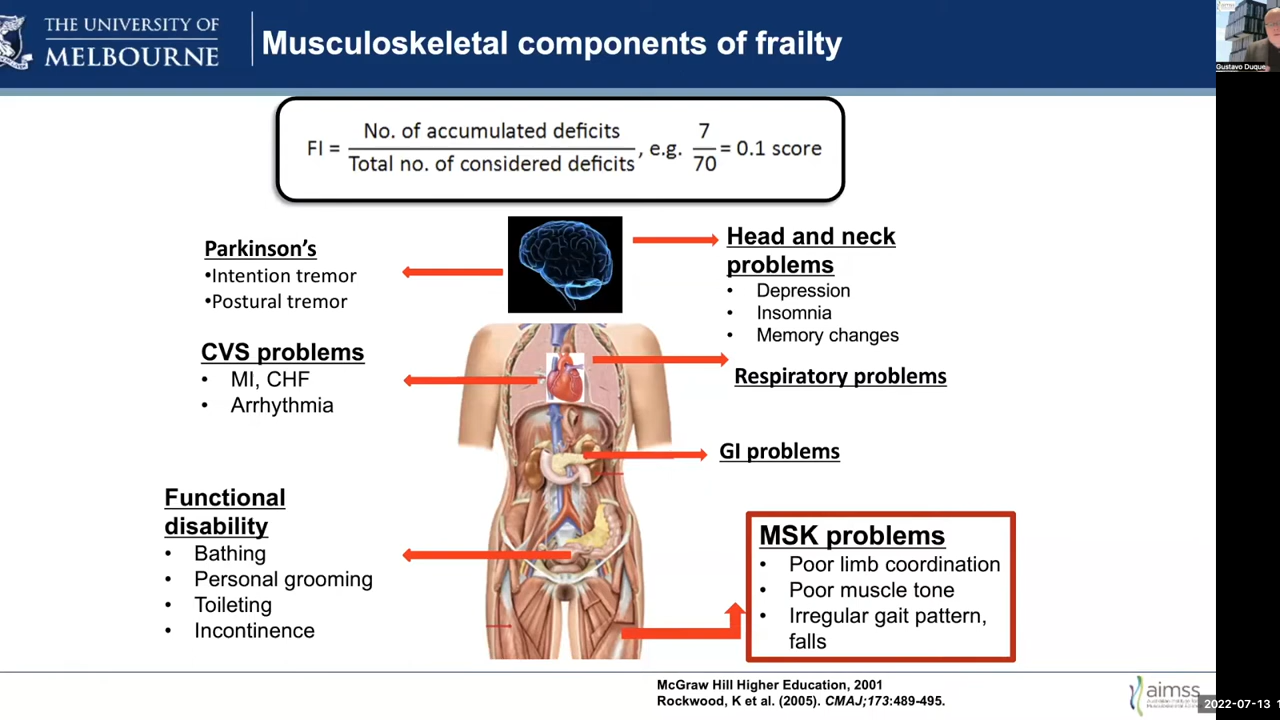 THE UNIVERSITY OF
MELBOURNE
Musculoskeletal components of frailty
Gustavo Duque
FI = No. of accumulated deficits / Total no. of considered deficits , e.g. 7/70 = 0.1 score
Parkinson’s
•Intention tremor
•Postural tremor
Head and neck
problems
• Depression
• Insomnia
• Memory changes
CVS problems
• MI, CHF
• Arrhythmia
Respiratory problems
GI problems
Functional
disability
• Bathing
• Personal grooming
• Toileting
• Incontinence
MSK problems
• Poor limb coordination
• Poor muscle tone
• Irregular gait pattern,
falls
McGraw Hill Higher Education, 2001
Rockwood, K et al. (2005). CMAJ;173:489-495.
aimss
2022-07-13 1